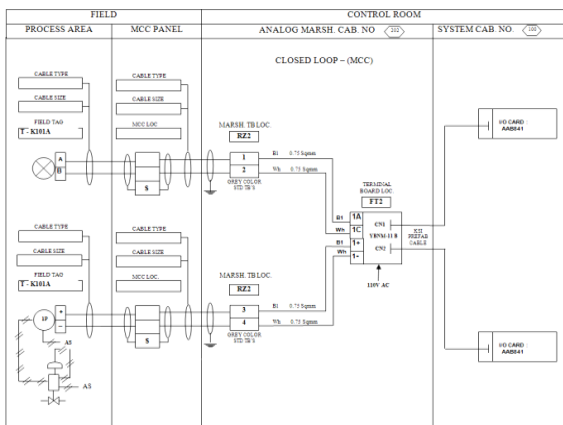 FIELD
CONTROL ROOM
PROCESS AREA
MCC PANEL
ANALOG MARSH. CAB. NO
202
SYSTEM CAB. NO.
CLOSED LOOP – (MCC)
CABLE TYPE
CABLE SIZE
FIELD TAG
T - K101A
A
B
CABLE TYPE
CABLE SIZE
MCC LOC
S
MARSH. TB LOC.
RZ2
1
2
GREY COLOR
STD TB'S
Bl 0.75 Sqmm
Wh 0.75 Sqmm
I/O CARD :
AAB841
TERMINAL
BOARD LOC.
FT2
Bl
Wh
Bl
Wh
1A
1C
1+
1-
CN1
CN2
110V AC
PREFAB
CABLE
CABLE TYPE
CABLE SIZE
FIELD TAG
T - K101A
IP
+
–
AS
AS
CABLE TYPE
CABLE SIZE
MCC LOC.
S
MARSH. TB LOC.
RZ2
3
4
GREY COLOR
STD TB'S
Bl 0.75 Sqmm
Wh 0.75 Sqmm
I/O CARD :
AAB841